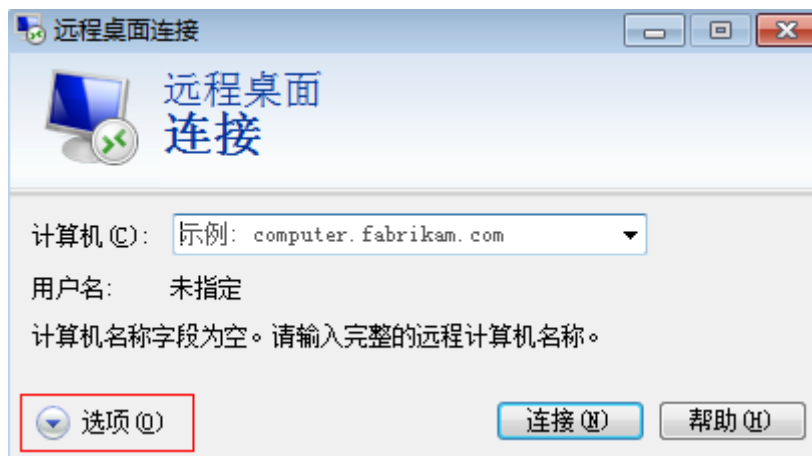 远程桌面连接
远程桌面
连接
计算机(C): 示例: computer.fabrikam.com
用户名: 未指定
计算机名称字段为空。请输入完整的远程计算机名称。
选项(O) 连接(N) 帮助(H)